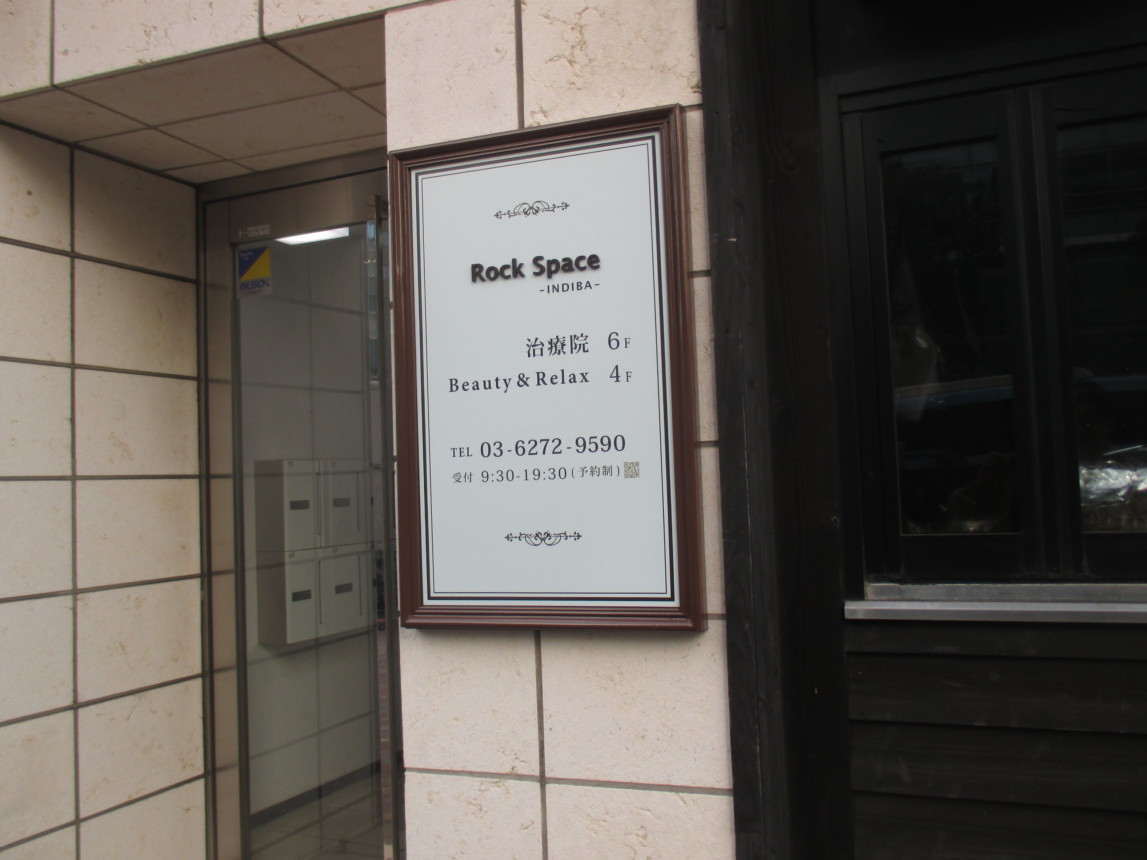 ALSOK
Rock Space
-INDIBA-
治療院 6F
Beauty & Relax 4F
TEL 03-6272-9590
受付 9:30-19:30 (予約制)